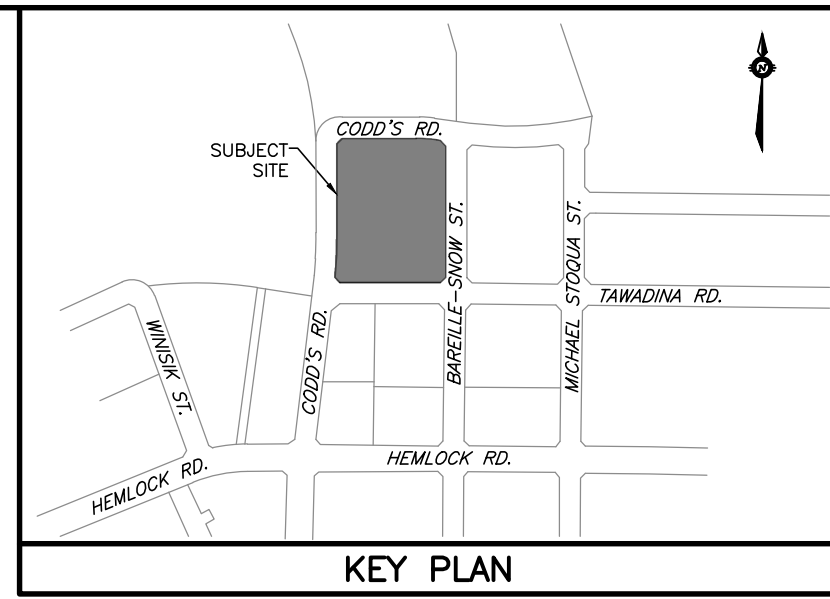 N
CODD'S RD.
SUBJECT
SITE
BAREILLE-SNOW ST.
MICHAEL STOQUA ST.
TAWADINA RD.
WINISIK ST.
CODD'S RD.
HEMLOCK RD.
HEMLOCK RD.
KEY PLAN